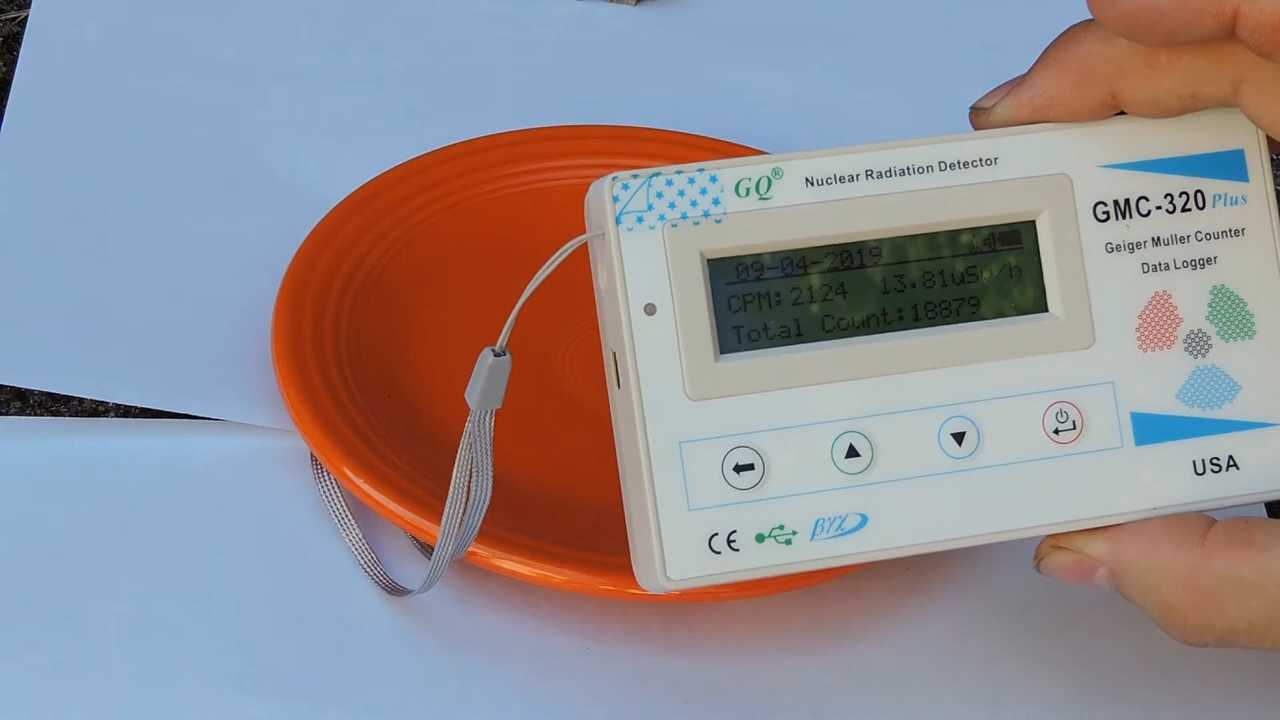 GQ® Nuclear Radiation Detector
GMC-320 Plus
Geiger Muller Counter
Data Logger
09-04-2019
CPM:2124 13.81uSv/h
Total Count:18879
USA
CE βγχ